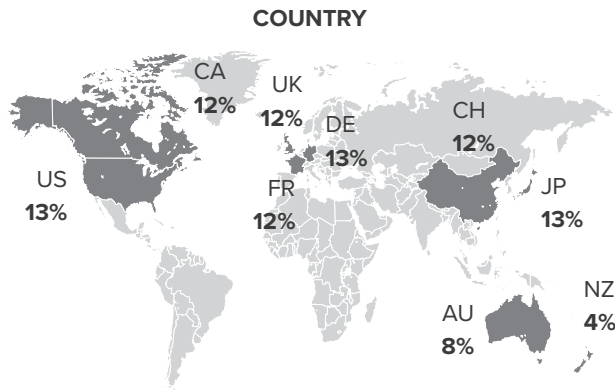 COUNTRY
CA
12%
UK
12%
DE
13%
CH
12%
US
13%
FR
12%
JP
13%
AU
8%
NZ
4%